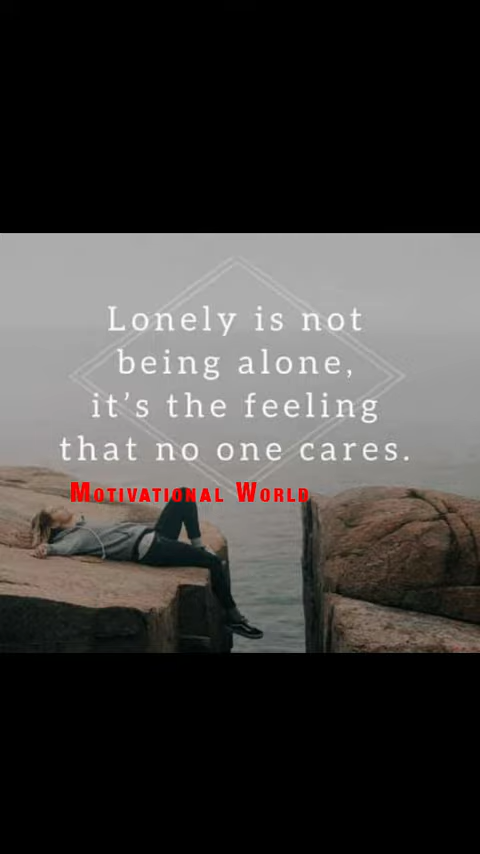 Lonely is not
being alone,
it's the feeling
that no one cares.
MOTIVATIONAL WORLD